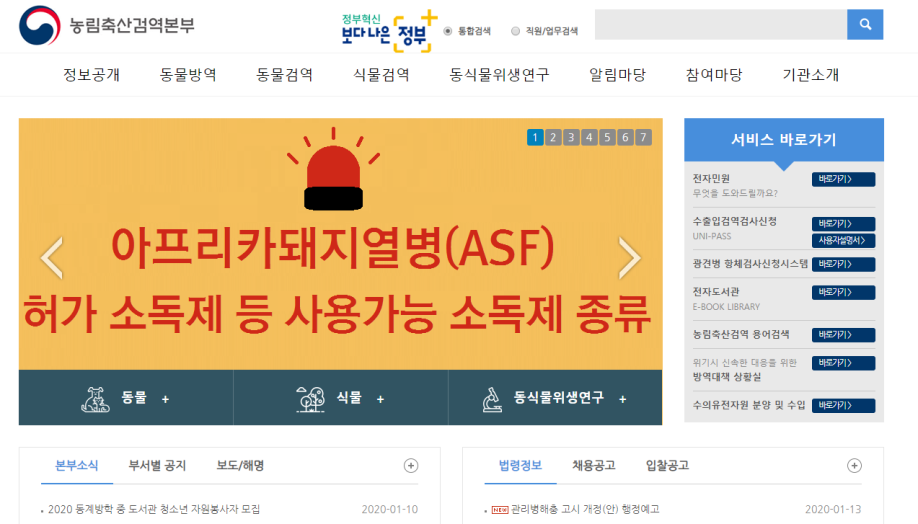 농림축산검역본부
정부혁신
보다나은 정부
통합검색 직원/업무검색
정보공개 동물방역 동물검역 식물검역 동식물위생연구 알림마당 참여마당 기관소개
1 2 3 4 5 6 7
아프리카돼지열병(ASF)
허가 소독제 등 사용가능 소독제 종류
동물 + 식물 + 동식물위생연구 +
서비스 바로가기
전자민원 바로가기 >
무엇을 도와드릴까요?
수출입검역검사신청 바로가기 >
UNI-PASS 사용자설명서 >
광견병 항체검사신청시스템 바로가기 >
전자도서관 바로가기 >
E-BOOK LIBRARY
농림축산검역 용어검색 바로가기 >
위기시 신속한 대응를 위한 바로가기 >
방역대책 상황실
수의유전자원 분양 및 수입 바로가기 >
본부소식 부서별 공지 보도/해명
2020 동계방학 중 도서관 청소년 자원봉사자 모집 2020-01-10
법령정보 채용공고 입찰공고
NEW 관리병해충 고시 개정(안) 행정예고 2020-01-13